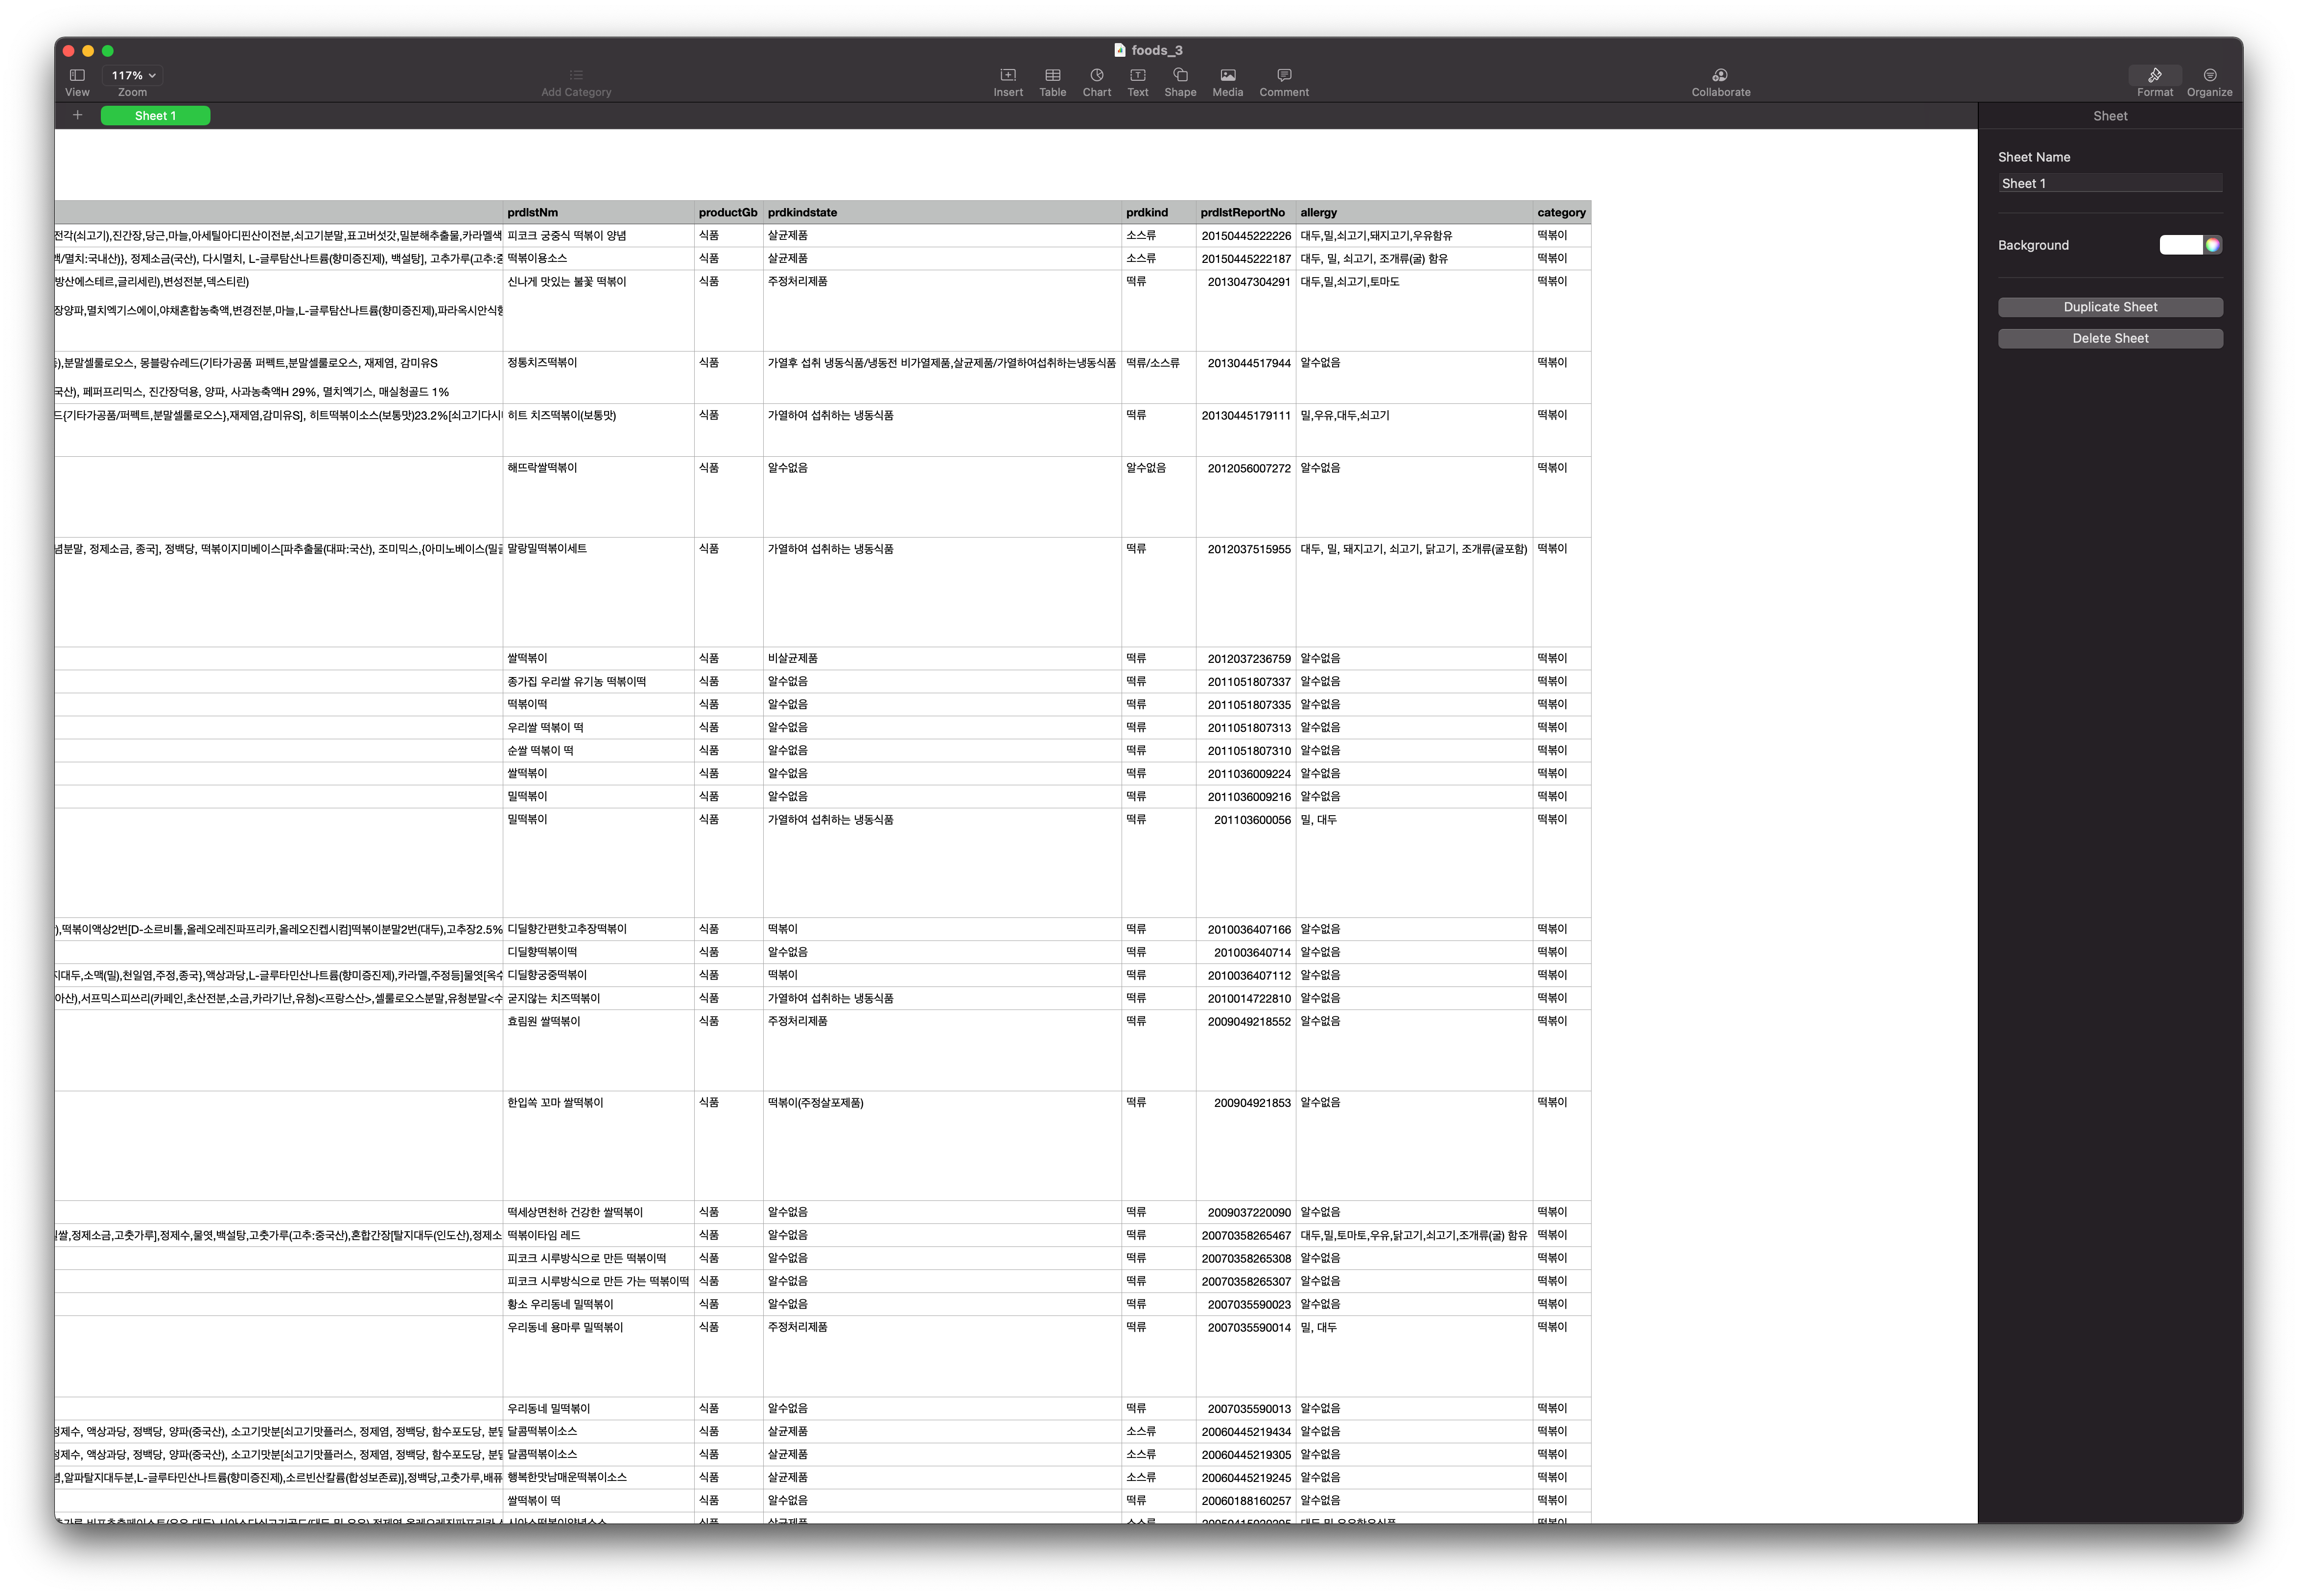 foods_3
View
117%
Zoom
Add Category
Insert
Table
Chart
Text
Shape
Media
Comment
Collaborate
Format
Organize
Sheet 1
Sheet
Sheet Name
Sheet 1
Background
Duplicate Sheet
Delete Sheet
prdlstNm productGb prdkindstate prdkind prdlstReportNo allergy category
전각(쇠고기),진간장,당근,마늘,아세틸아디핀산이전분,쇠고기분말,표고버섯갓,밀분해추출물,카라멜색 피코크 궁중식 떡볶이 양념 식품 살균제품 소스류 20150445222226 대두,밀,쇠고기,돼지고기,우유함유 떡볶이
백/멸치:국내산)}, 정제소금(국산), 다시멸치, L-글루탐산나트륨(향미증진제), 백설탕], 고추가루(고추: 떡볶이용소스 식품 살균제품 소스류 20150445222187 대두, 밀, 쇠고기, 조개류(굴) 함유 떡볶이
방산에스테르,글리세린),변성전분,덱스티린) 신나게 맛있는 불꽃 떡볶이 식품 주정처리제품 떡류 2013047304291 대두,밀,쇠고기,토마도 떡볶이
장양파,멸치엑기스에이,야채혼합농축액,변경전분,마늘,L-글루탐산나트륨(향미증진제),파라옥시안식향
),분말셀룰로오스, 몽블랑슈레드(기타가공품 퍼펙트,분말셀룰로오스, 재제염, 감미유S 정통치즈떡볶이 식품 가열후 섭취 냉동식품/냉동전 비가열제품,살균제품/가열하여섭취하는냉동식품 떡류/소스류 2013044517944 알수없음 떡볶이
국산), 페퍼프리믹스, 진간장덕용, 양파, 사과농축액H 29%, 멸치엑기스, 매실청골드 1%
드{기타가공품/퍼펙트,분말셀룰로오스},재제염,감미유S], 히트떡볶이소스(보통맛)23.2%[쇠고기다시 히트 치즈떡볶이(보통맛) 식품 가열하여 섭취하는 냉동식품 떡류 20130445179111 밀,우유,대두,쇠고기 떡볶이
해뜨락쌀떡볶이 식품 알수없음 알수없음 2012056007272 알수없음 떡볶이
념분말, 정제소금, 종국], 정백당, 떡볶이지미베이스[파추출물(대파:국산), 조미믹스,{아미노베이스(밀글 말랑밀떡볶이세트 식품 가열하여 섭취하는 냉동식품 떡류 2012037515955 대두, 밀, 돼지고기, 쇠고기, 닭고기, 조개류(굴포함) 떡볶이
쌀떡볶이 식품 비살균제품 떡류 2012037236759 알수없음 떡볶이
종가집 우리쌀 유기농 떡볶이떡 식품 알수없음 떡류 2011051807337 알수없음 떡볶이
떡볶이떡 식품 알수없음 떡류 2011051807335 알수없음 떡볶이
우리쌀 떡볶이 떡 식품 알수없음 떡류 2011051807313 알수없음 떡볶이
순쌀 떡볶이 떡 식품 알수없음 떡류 2011051807310 알수없음 떡볶이
쌀떡볶이 식품 알수없음 떡류 2011036009224 알수없음 떡볶이
밀떡볶이 식품 알수없음 떡류 2011036009216 알수없음 떡볶이
밀떡볶이 식품 가열하여 섭취하는 냉동식품 떡류 201103600056 밀, 대두 떡볶이
),떡볶이액상2번[D-소르비톨,올레오레진파프리카,올레오진켑시컴]떡볶이분말2번(대두),고추장2.5% 디딜향간편핫고추장떡볶이 식품 떡볶이 떡류 2010036407166 알수없음 떡볶이
디딜향떡볶이떡 식품 알수없음 떡류 201003640714 알수없음 떡볶이
지대두,소맥(밀),천일염,주정,종국},액상과당,L-글루타민산나트륨(향미증진제),카라멜,주정등]물엿[옥수 디딜향궁중떡볶이 식품 떡볶이 떡류 2010036407112 알수없음 떡볶이
아산),서프믹스피쓰리(카페인,초산전분,소금,카라기난,유청)<프랑스산>,셀룰로오스분말,유청분말<수 굳지않는 치즈떡볶이 식품 가열하여 섭취하는 냉동식품 떡류 2010014722810 알수없음 떡볶이
효림원 쌀떡볶이 식품 주정처리제품 떡류 2009049218552 알수없음 떡볶이
한입쏙 꼬마 쌀떡볶이 식품 떡볶이(주정살포제품) 떡류 200904921853 알수없음 떡볶이
떡세상면천하 건강한 쌀떡볶이 식품 알수없음 떡류 2009037220090 알수없음 떡볶이
밀쌀,정제소금,고춧가루],정제수,물엿,백설탕,고춧가루(고추:중국산),혼합간장[탈지대두(인도산),정제소 떡볶이타임 레드 식품 알수없음 떡류 20070358265467 대두,밀,토마토,우유,닭고기,쇠고기,조개류(굴) 함유 떡볶이
피코크 시루방식으로 만든 떡볶이떡 식품 알수없음 떡류 20070358265308 알수없음 떡볶이
피코크 시루방식으로 만든 가는 떡볶이떡 식품 알수없음 떡류 20070358265307 알수없음 떡볶이
황소 우리동네 밀떡볶이 식품 알수없음 떡류 2007035590023 알수없음 떡볶이
우리동네 용마루 밀떡볶이 식품 주정처리제품 떡류 2007035590014 밀, 대두 떡볶이
우리동네 밀떡볶이 식품 알수없음 떡류 2007035590013 알수없음 떡볶이
정제수, 액상과당, 정백당, 양파(중국산), 소고기맛분[쇠고기맛플러스, 정제염, 정백당, 함수포도당, 분말 달콤떡볶이소스 식품 살균제품 소스류 20060445219434 알수없음 떡볶이
정제수, 액상과당, 정백당, 양파(중국산), 소고기맛분[쇠고기맛플러스, 정제염, 정백당, 함수포도당, 분말 달콤떡볶이소스 식품 살균제품 소스류 20060445219305 알수없음 떡볶이
염,알파탈지대두분,L-글루타민산나트륨(향미증진제),소르빈산칼륨(합성보존료)],정백당,고춧가루,배퓨 행복한맛남매운떡볶이소스 식품 살균제품 소스류 20060445219245 알수없음 떡볶이
쌀떡볶이 떡 식품 알수없음 떡류 20060188160257 알수없음 떡볶이
식품 살균제품 소스류 떡볶이